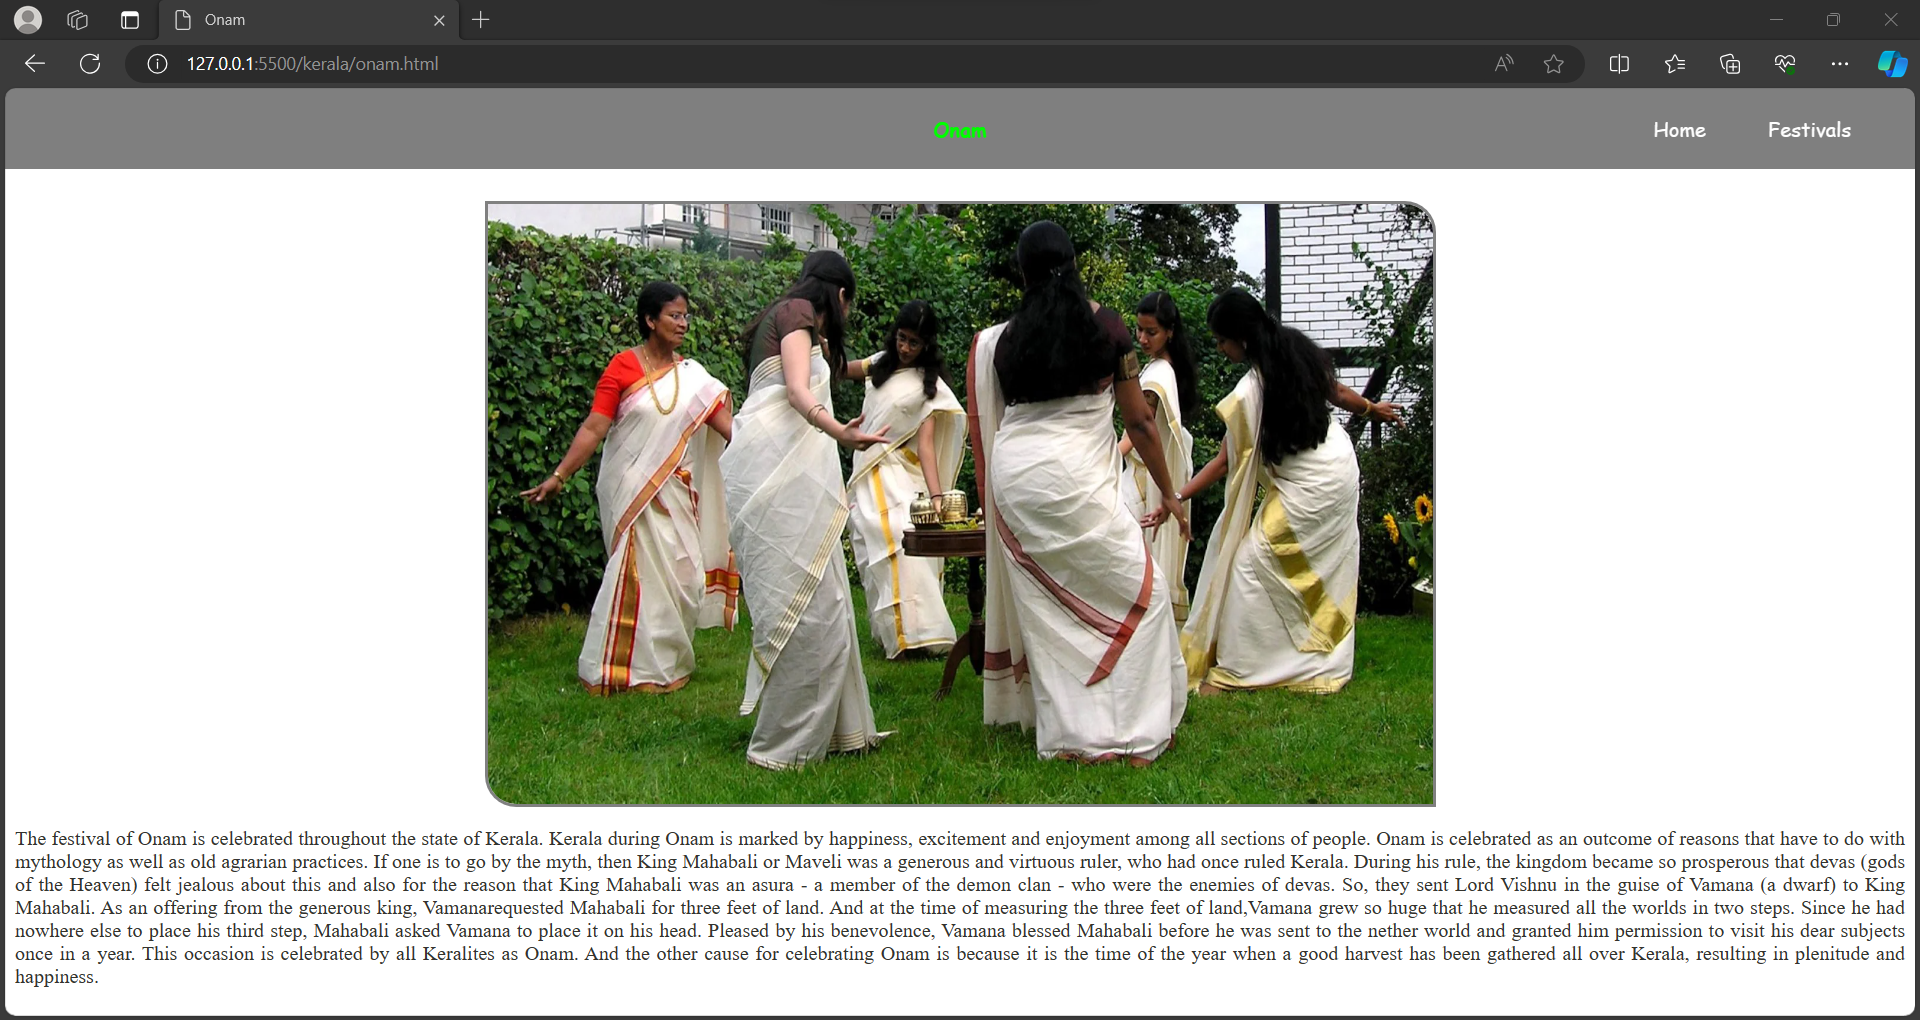 Onam
127.0.0.1:5500/kerala/onam.html
Onam
Home
Festivals
The festival of Onam is celebrated throughout the state of Kerala. Kerala during Onam is marked by happiness, excitement and enjoyment among all sections of people. Onam is celebrated as an outcome of reasons that have to do with
mythology as well as old agrarian practices. If one is to go by the myth, then King Mahabali or Maveli was a generous and virtuous ruler, who had once ruled Kerala. During his rule, the kingdom became so prosperous that devas (gods
of the Heaven) felt jealous about this and also for the reason that King Mahabali was an asura - a member of the demon clan - who were the enemies of devas. So, they sent Lord Vishnu in the guise of Vamana (a dwarf) to King
Mahabali. As an offering from the generous king, Vamanarequested Mahabali for three feet of land. And at the time of measuring the three feet of land,Vamana grew so huge that he measured all the worlds in two steps. Since he had
nowhere else to place his third step, Mahabali asked Vamana to place it on his head. Pleased by his benevolence, Vamana blessed Mahabali before he was sent to the nether world and granted him permission to visit his dear subjects
once in a year. This occasion is celebrated by all Keralites as Onam. And the other cause for celebrating Onam is because it is the time of the year when a good harvest has been gathered all over Kerala, resulting in plenitude and
happiness.